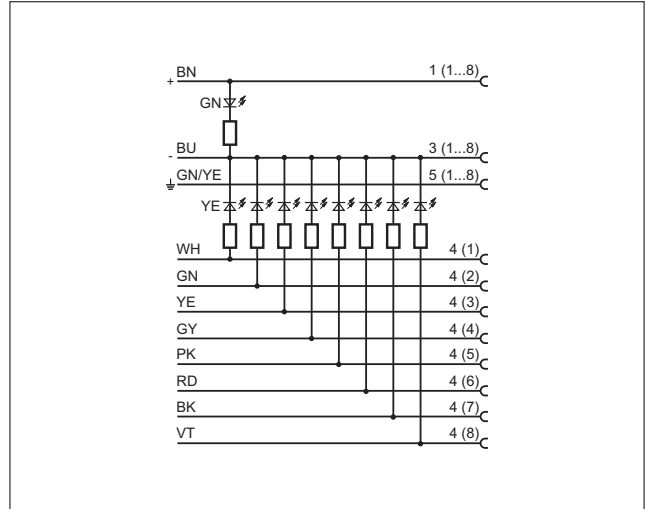 + BN 1 (1...8)
GN
- BU 3 (1...8)
GN/YE 5 (1...8)
YE
WH 4 (1)
GN 4 (2)
YE 4 (3)
GY 4 (4)
PK 4 (5)
RD 4 (6)
BK 4 (7)
VT 4 (8)